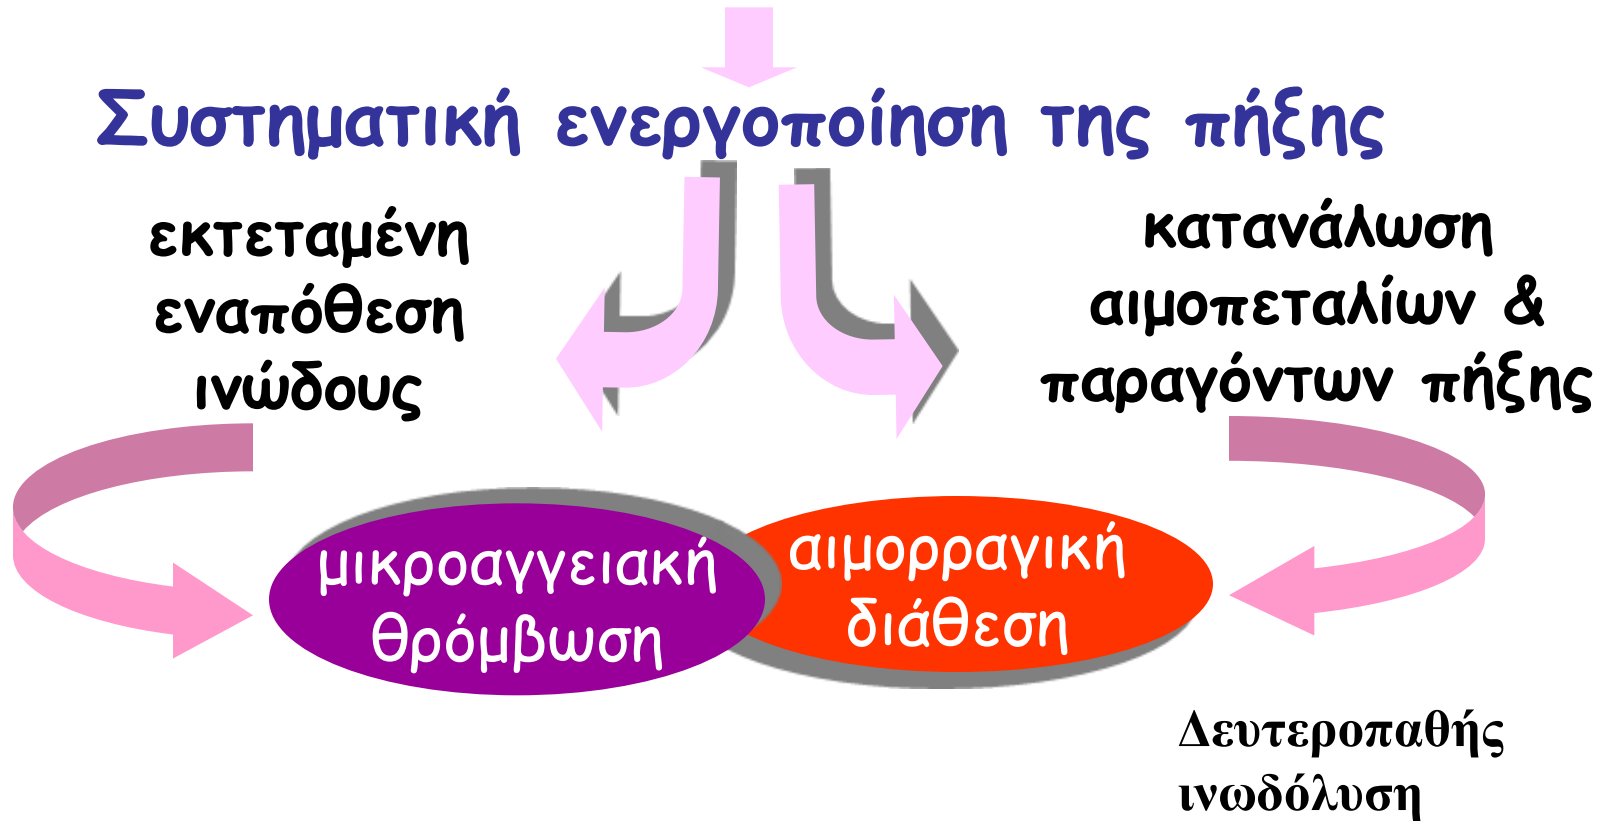 Συστηματική ενεργοποίηση της πήξης
εκτεταμένη
εναπόθεση
ινώδους
κατανάλωση
αιμοπεταλίων &
παραγόντων πήξης
μικροαγγειακή
θρόμβωση
αιμορραγική
διάθεση
Δευτεροπαθής
ινωδόλυση